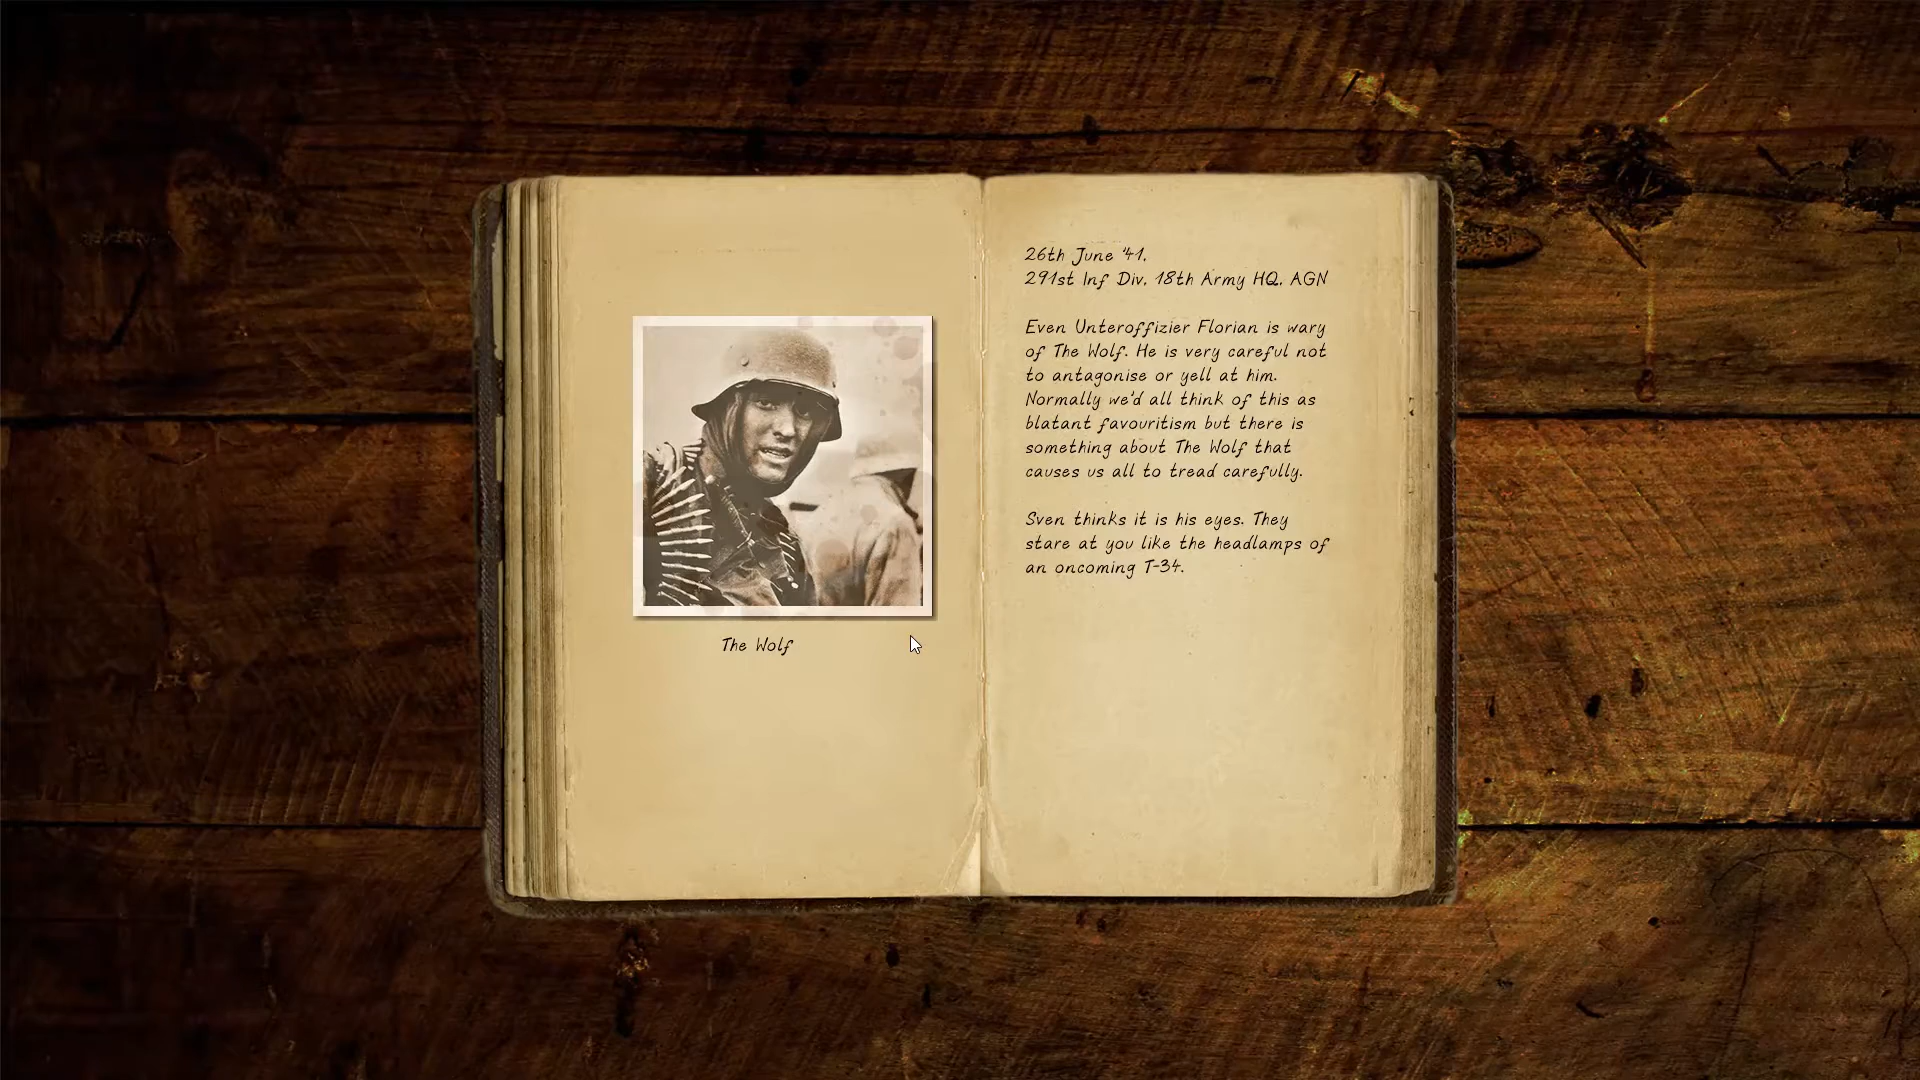 The Wolf
26th June '41.
291st Inf Div, 18th Army HQ, AGN
Even Unteroffizier Florian is wary
of The Wolf. He is very careful not
to antagonise or yell at him.
Normally we'd all think of this as
blatant favouritism but there is
something about The Wolf that
causes us all to tread carefully.
Sven thinks it is his eyes. They
stare at you like the headlamps of
an oncoming T-34.